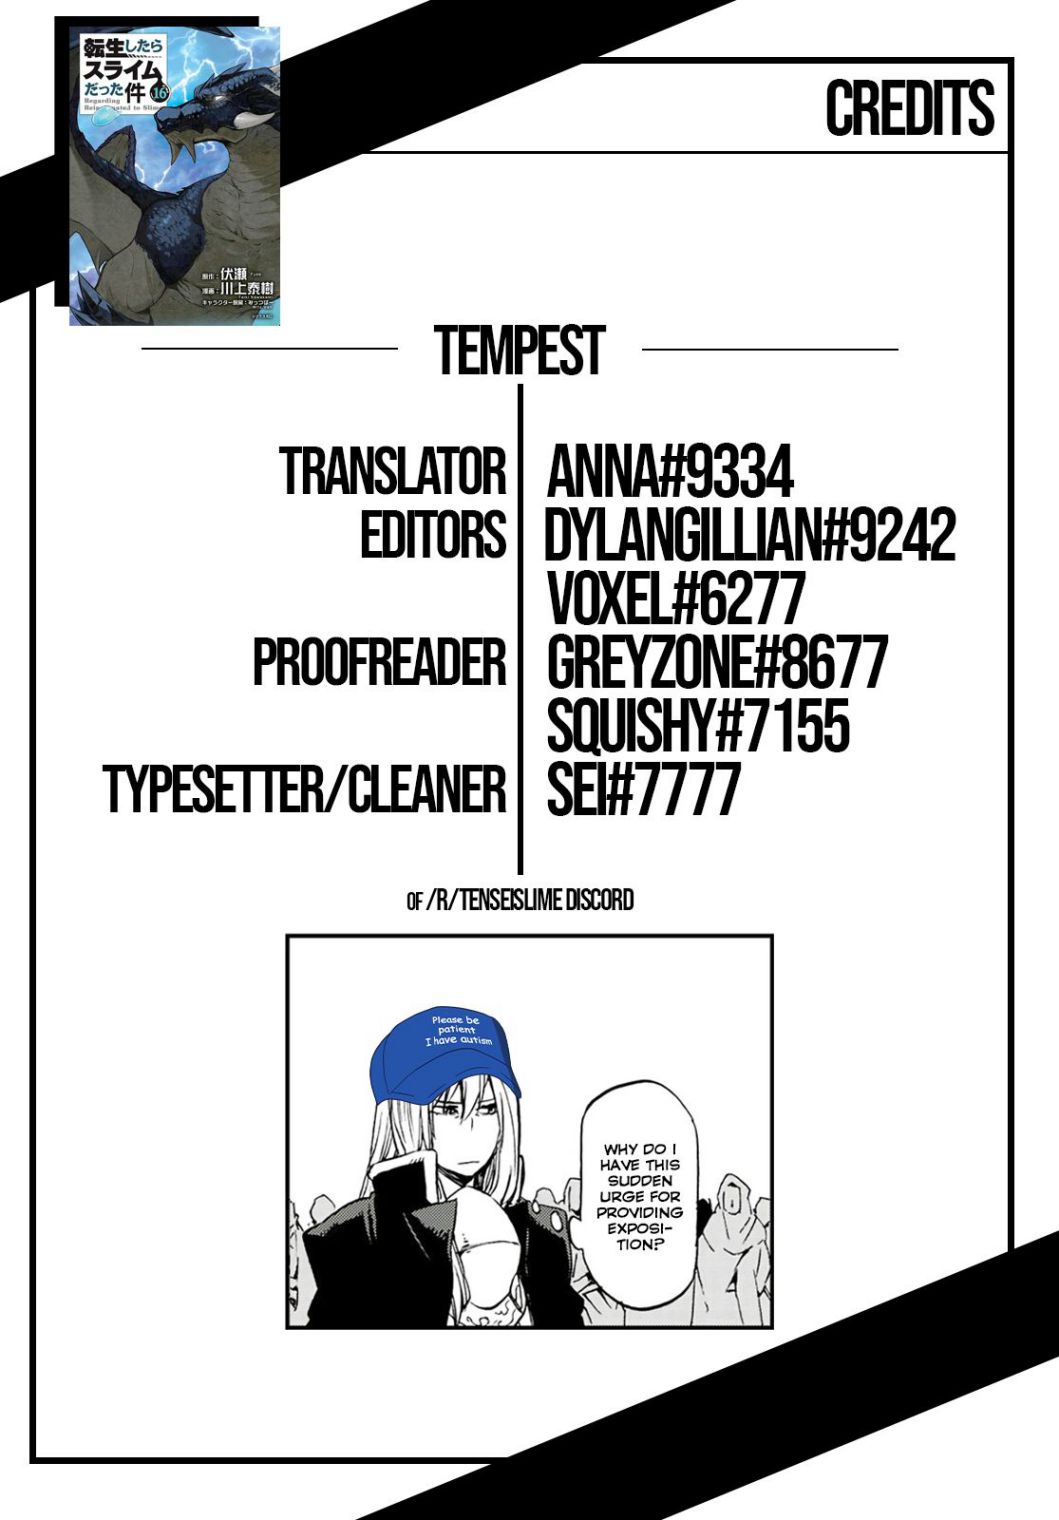 転生したら
スライム
だった件 16
Regarding
Reincarnated to Slime
原作：伏瀬
漫画：川上泰樹
CREDITS
TEMPEST
TRANSLATOR ANNA#9334
EDITORS DYLANGILLIAN#9242
VOXEL#6277
PROOFREADER GREYZONE#8677
SQUISHY#7155
TYPESETTER/CLEANER SEI#7777
OF /R/TENSEISLIME DISCORD
Please be
patient
I have autism
WHY DO I
HAVE THIS
SUDDEN
URGE FOR
PROVIDING
EXPOSI-
TION?